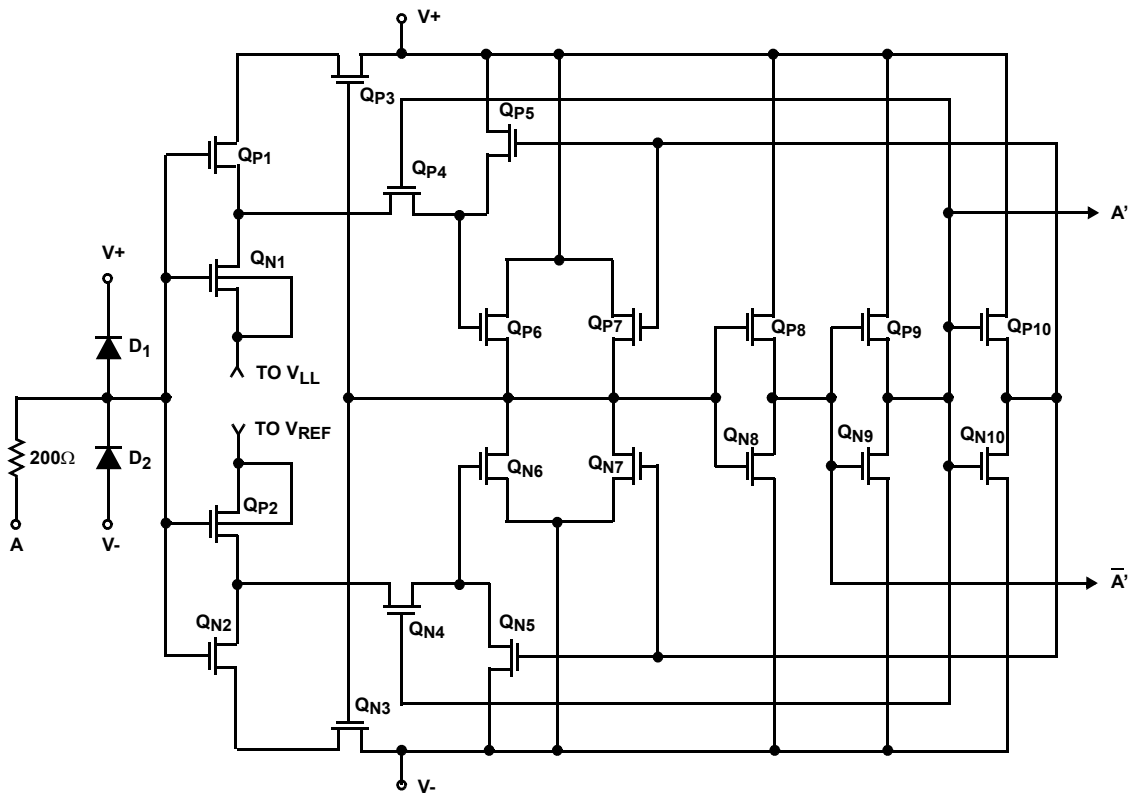 V+
QP3
QP5
QP1
QP4
A'
V+
QN1
D1
QP6
QP7
QP8
QP9
QP10
TO VLL
TO VREF
200Ω
D2
QN6
QN7
QN8
QN9
QN10
QP2
A
V-
A̅'
QN2
QN4
QN5
QN3
V-